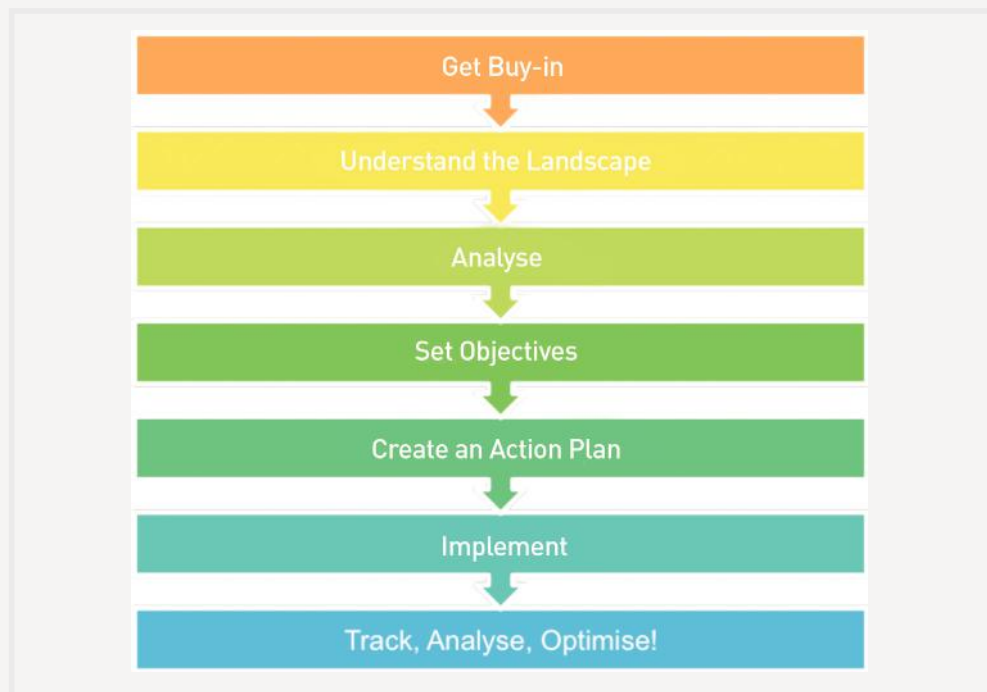 Get Buy-in
Understand the Landscape
Analyse
Set Objectives
Create an Action Plan
Implement
Track, Analyse, Optimise!